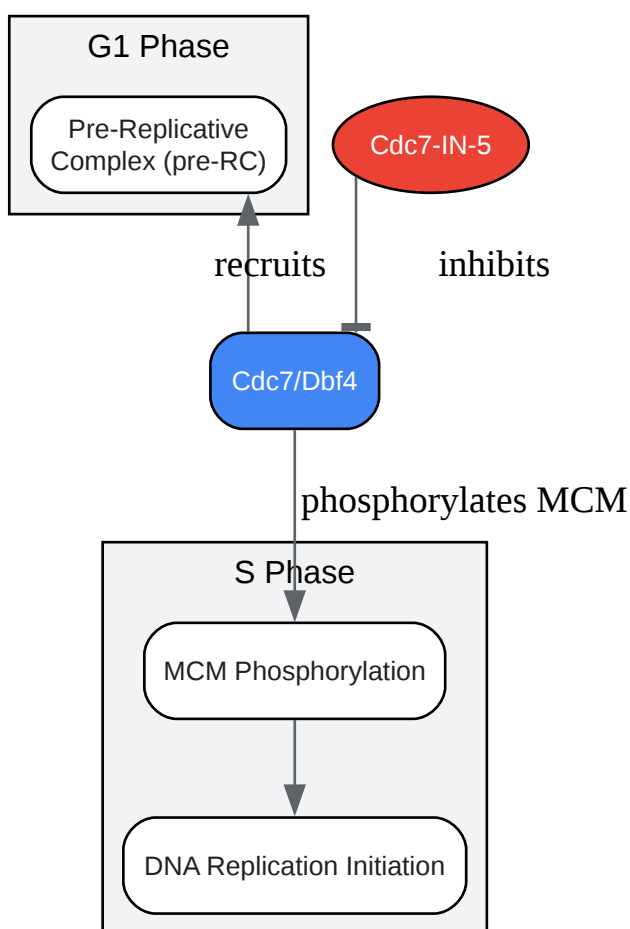 G1 Phase
Pre-Replicative
Complex (pre-RC)
Cdc7-IN-5
recruits
inhibits
Cdc7/Dbf4
phosphorylates MCM
S Phase
MCM Phosphorylation
DNA Replication Initiation